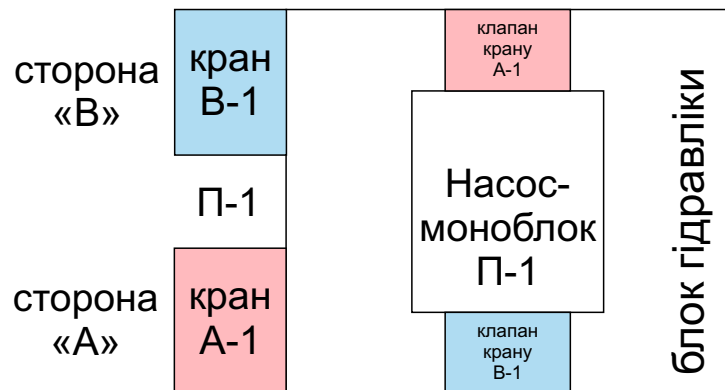 сторона
«В»
кран
В-1
П-1
сторона
«А»
кран
А-1
клапан
крану
А-1
Насос-
моноблок
П-1
клапан
крану
В-1
блок гідравліки